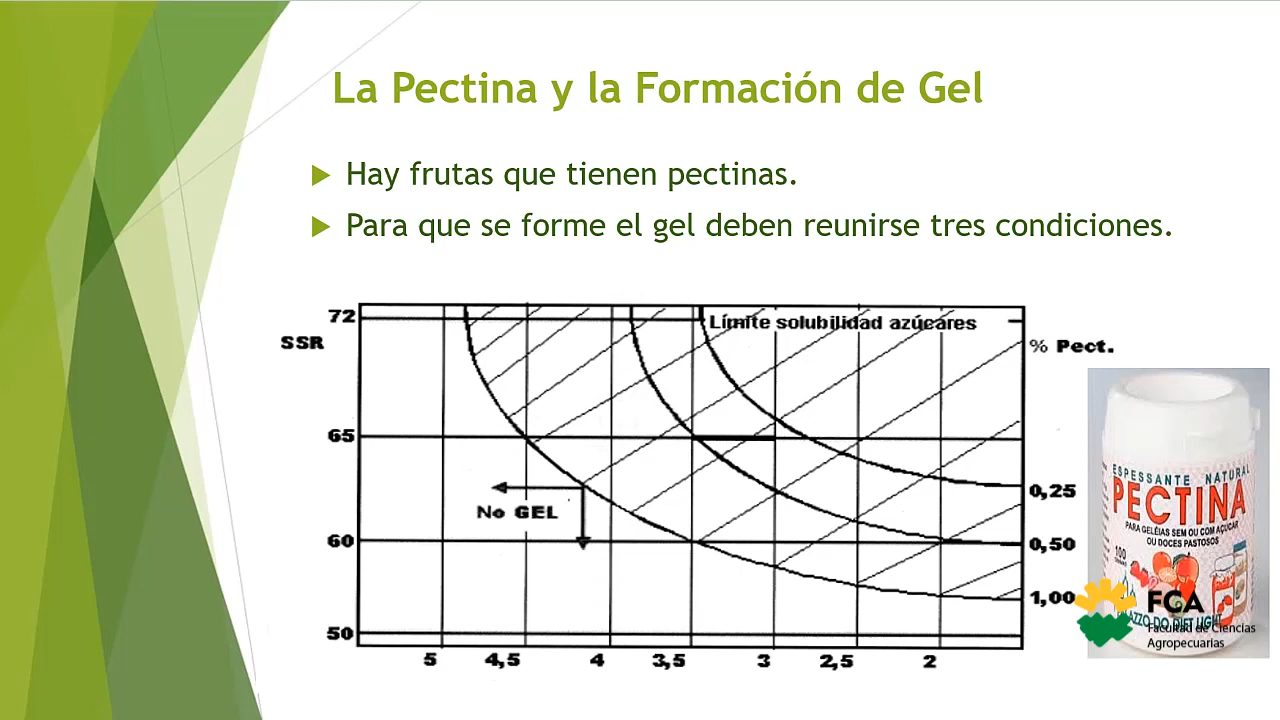 La Pectina y la Formación de Gel
Hay frutas que tienen pectinas.
Para que se forme el gel deben reunirse tres condiciones.
72
Límite solubilidad azúcares
SSR
% Pect.
65
0,25
No GEL
60
0,50
1,00
50
5 4,5 4 3,5 3 2,5 2
ESPESSANTE NATURAL
PECTINA
PARA GELÉIAS SEM OU COM AÇUCAR
OU DOCES PASTOSOS
100
FCA
Facultad de Ciencias
Agropecuarias